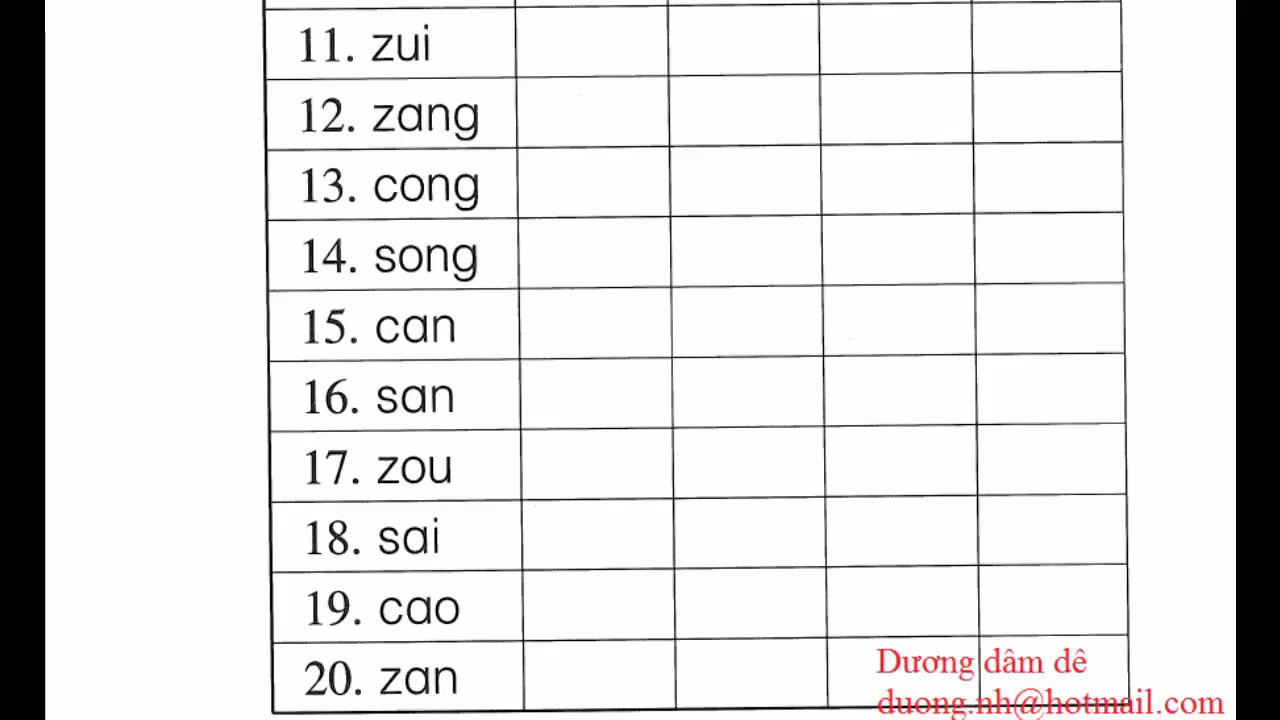 11. zui
12. zang
13. cong
14. song
15. can
16. san
17. zou
18. sai
19. cao
20. zan
Dương dâm dê
duong.nh@hotmail.com